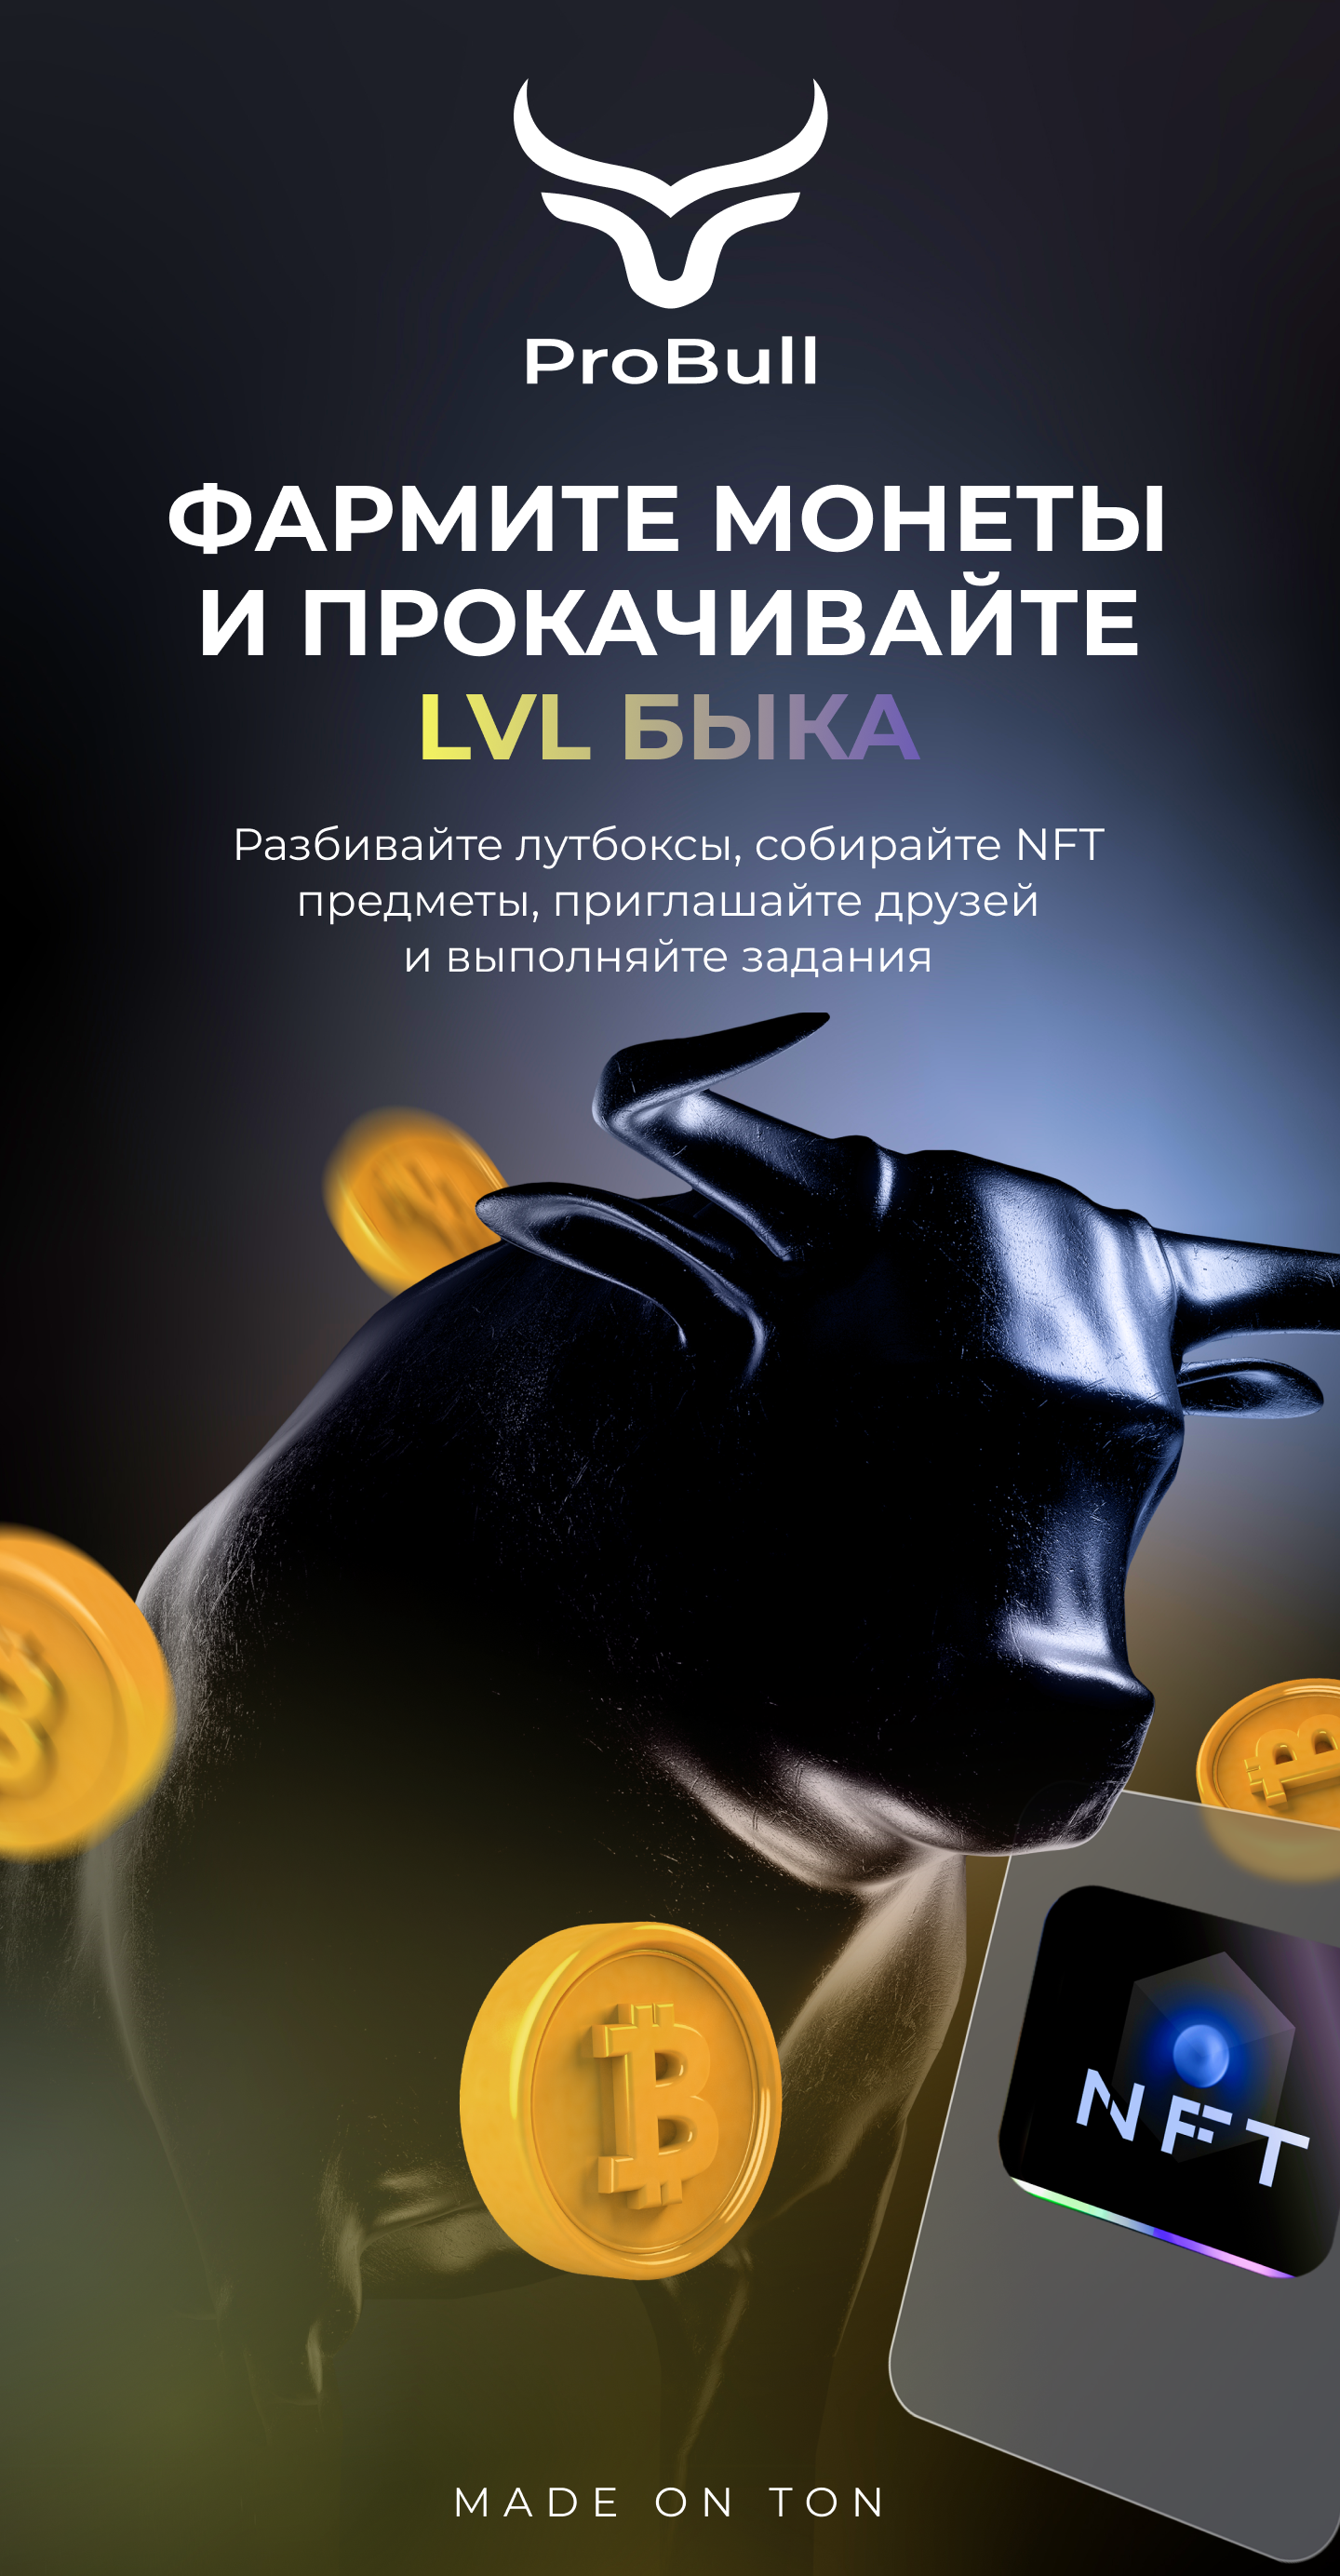 ProBull
ФАРМИТЕ МОНЕТЫ
И ПРОКАЧИВАЙТЕ
LVL БЫКА
Разбивайте лутбоксы, собирайте NFT
предметы, приглашайте друзей
и выполняйте задания
NFT
MADE ON TON